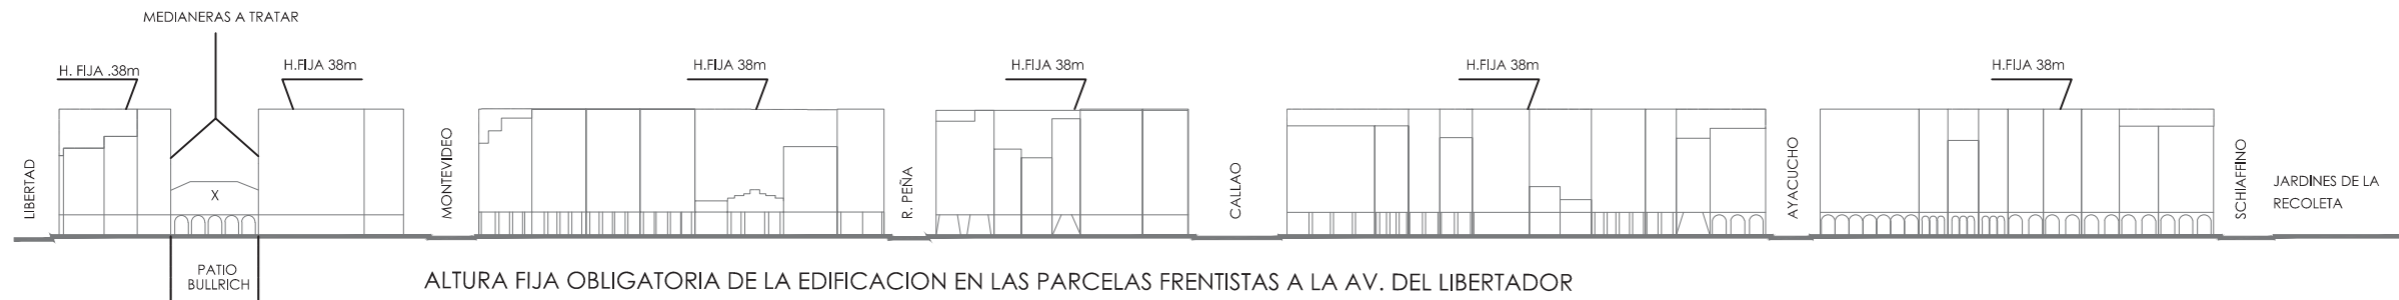 MEDIANERAS A TRATAR
H. FIJA .38m
H.FIJA 38m
H.FIJA 38m
H.FIJA 38m
H.FIJA 38m
H.FIJA 38m
LIBERTAD
X
MONTEVIDEO
R. PEÑA
CALLAO
AYACUCHO
SCHIAFFINO
JARDINES DE LA
RECOLETA
PATIO
BULLRICH
ALTURA FIJA OBLIGATORIA DE LA EDIFICACION EN LAS PARCELAS FRENTISTAS A LA AV. DEL LIBERTADOR